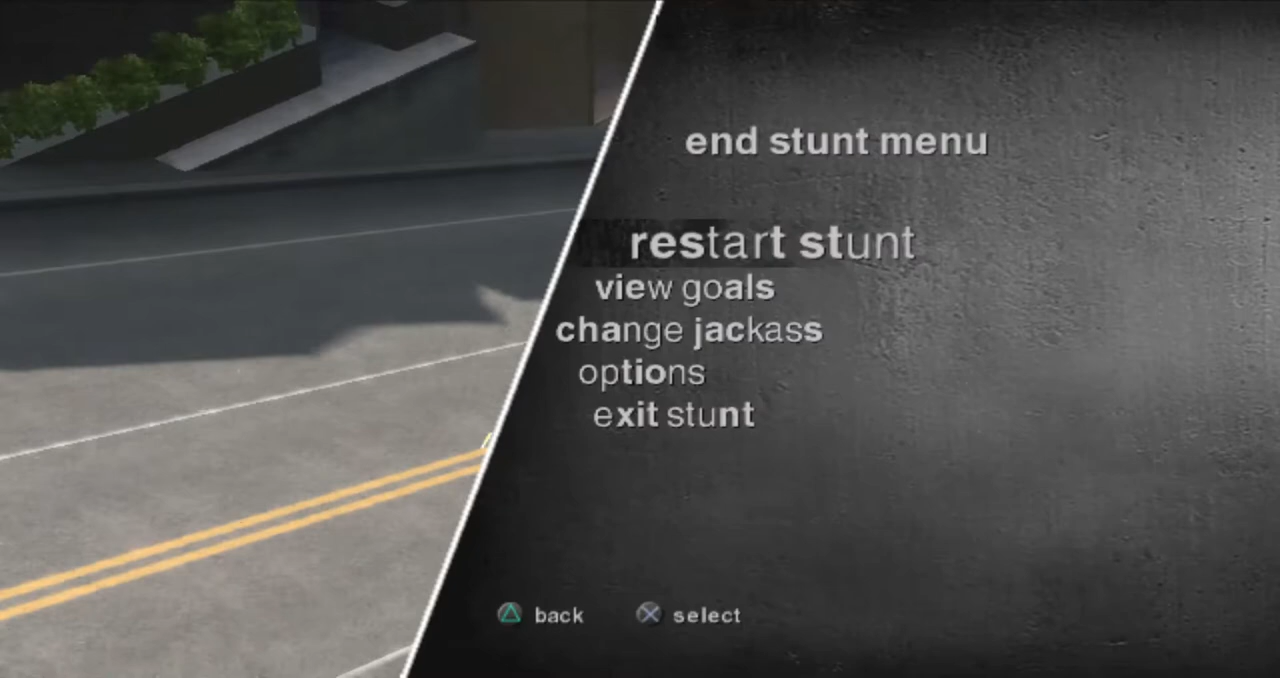 end stunt menu
restart stunt
view goals
change jackass
options
exit stunt
back select